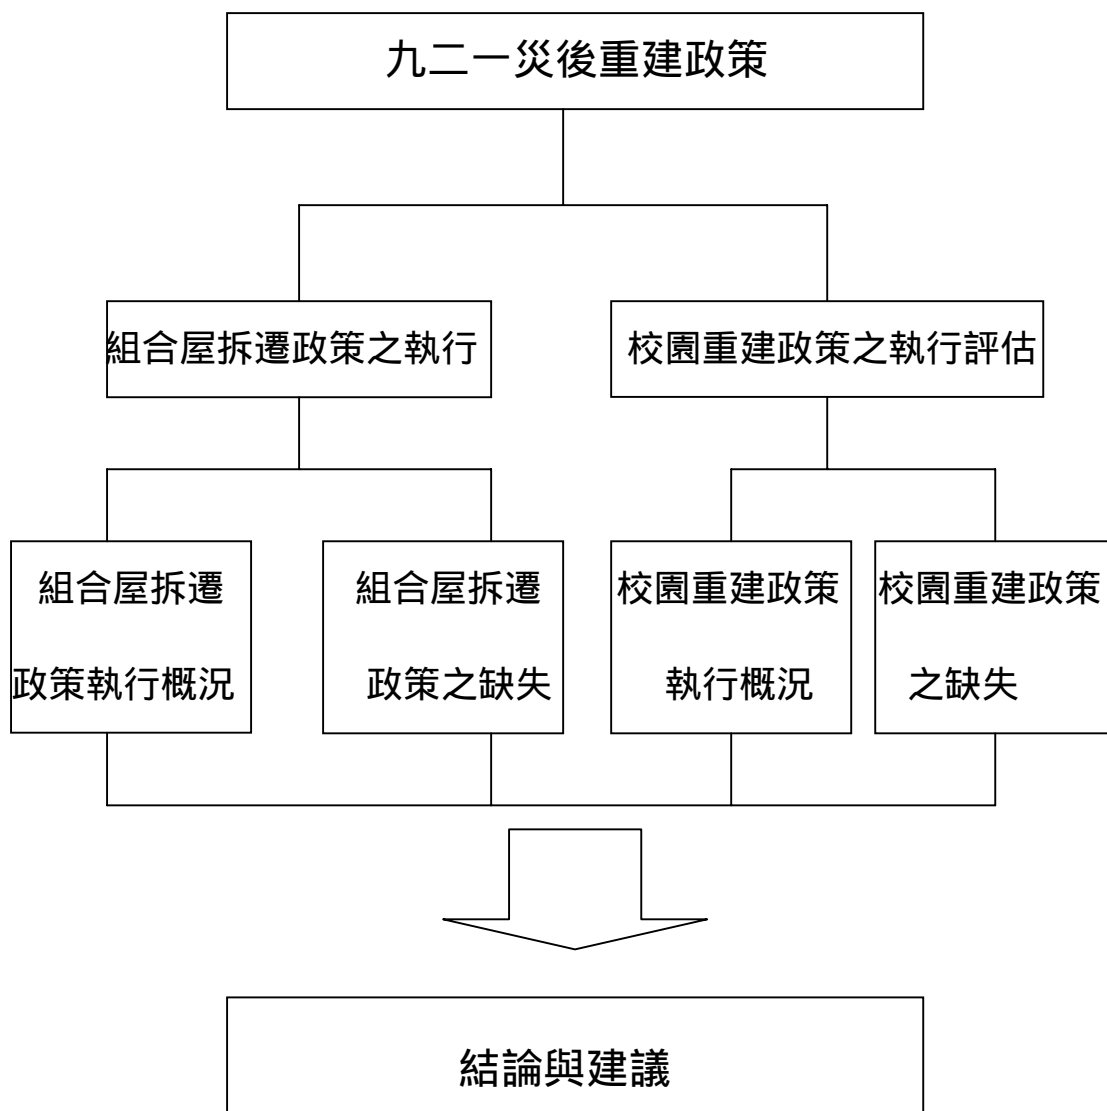 九二一災後重建政策
組合屋拆遷政策之執行
校園重建政策之執行評估
組合屋拆遷
政策執行概況
組合屋拆遷
政策之缺失
校園重建政策
執行概況
校園重建政策
之缺失
結論與建議